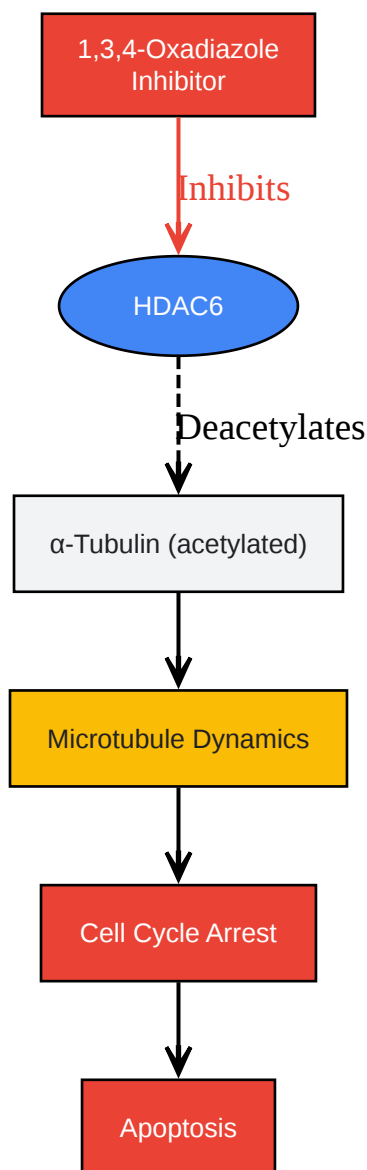 1,3,4-Oxadiazole
Inhibitor
Inhibits
HDAC6
Deacetylates
α-Tubulin (acetylated)
Microtubule Dynamics
Cell Cycle Arrest
Apoptosis